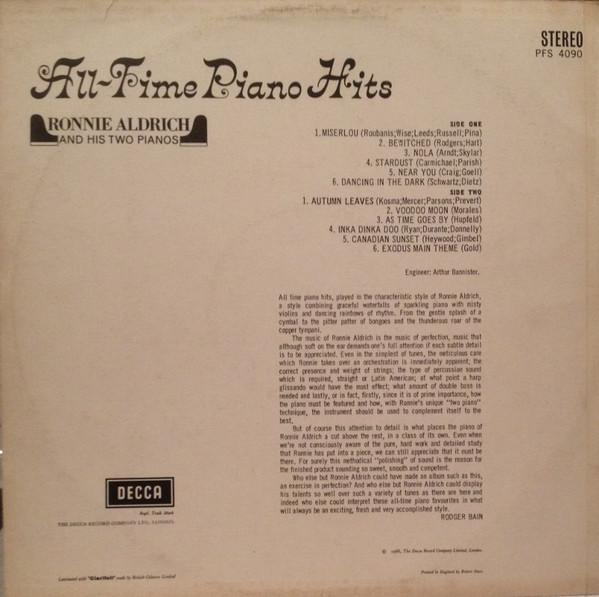 STEREO
PFS 4090
All-Time Piano Hits
RONNIE ALDRICH
AND HIS TWO PIANOS
SIDE ONE
1. MISERLOU (Roubanis;Wise;Leeds;Russell;Pina)
2. BEWITCHED (Rodgers;Hart)
3. NOLA (Arndt;Skylar)
4. STARDUST (Carmichael;Parish)
5. NEAR YOU (Craig;Goell)
6. DANCING IN THE DARK (Schwartz;Dietz)
SIDE TWO
1. AUTUMN LEAVES (Kosma;Mercer;Parsons;Prevert)
2. VOODOO MOON (Morales)
3. AS TIME GOES BY (Hupfeld)
4. INKA DINKA DOO (Ryan;Durante;Donnelly)
5. CANADIAN SUNSET (Heywood;Gimbel)
6. EXODUS MAIN THEME (Gold)
Engineer: Arthur Bannister.
All time piano hits, played in the characteristic style of Ronnie Aldrich,
a style combining graceful waterfalls of sparkling piano with misty
violins and dancing rainbows of rhythm. From the gentle splash of a
cymbal to the pitter patter of bongoes and the thunderous roar of the
copper tympani.
The music of Ronnie Aldrich is the music of perfection, music that
although soft on the ear demands one's full attention if each subtle detail
is to be appreciated. Even in the simplest of tunes, the meticulous care
which Ronnie takes over an orchestration is immediately apparent; the
correct presence and weight of strings; the type of percussion sound
which is required, straight or Latin American; at what point a harp
glissando would have the most effect; what amount of double bass is
needed and lastly, or in fact, firstly, since it is of prime importance, how
the piano must be featured and how, with Ronnie's unique "two piano"
technique, the instrument should be used to complement itself to the
best.
But of course this attention to detail is what places the piano of
Ronnie Aldrich a cut above the rest, in a class of its own. Even when
we're not consciously aware of the pure, hard work and detailed study
that Ronnie has put into a piece, we can still appreciate that it must be
there. For surely this methodical "polishing" of sound is the reason for
the finished product sounding so sweet, smooth and competent.
Who else but Ronnie Aldrich could have made an album such as this,
an exercise in perfection? And who else but Ronnie Aldrich could display
his talents so well over such a variety of tunes as there are here and
indeed who else could interpret these all-time piano favourites in what
will always be an exciting, fresh and very accomplished style.
RODGER BAIN
DECCA
Regd. Trade Mark
THE DECCA RECORD COMPANY LTD., LONDON.
© 1966, The Decca Record Company Limited, London
Laminated with "Clarifoil" made by British Celanese Limited
Printed in England by Robert Stace